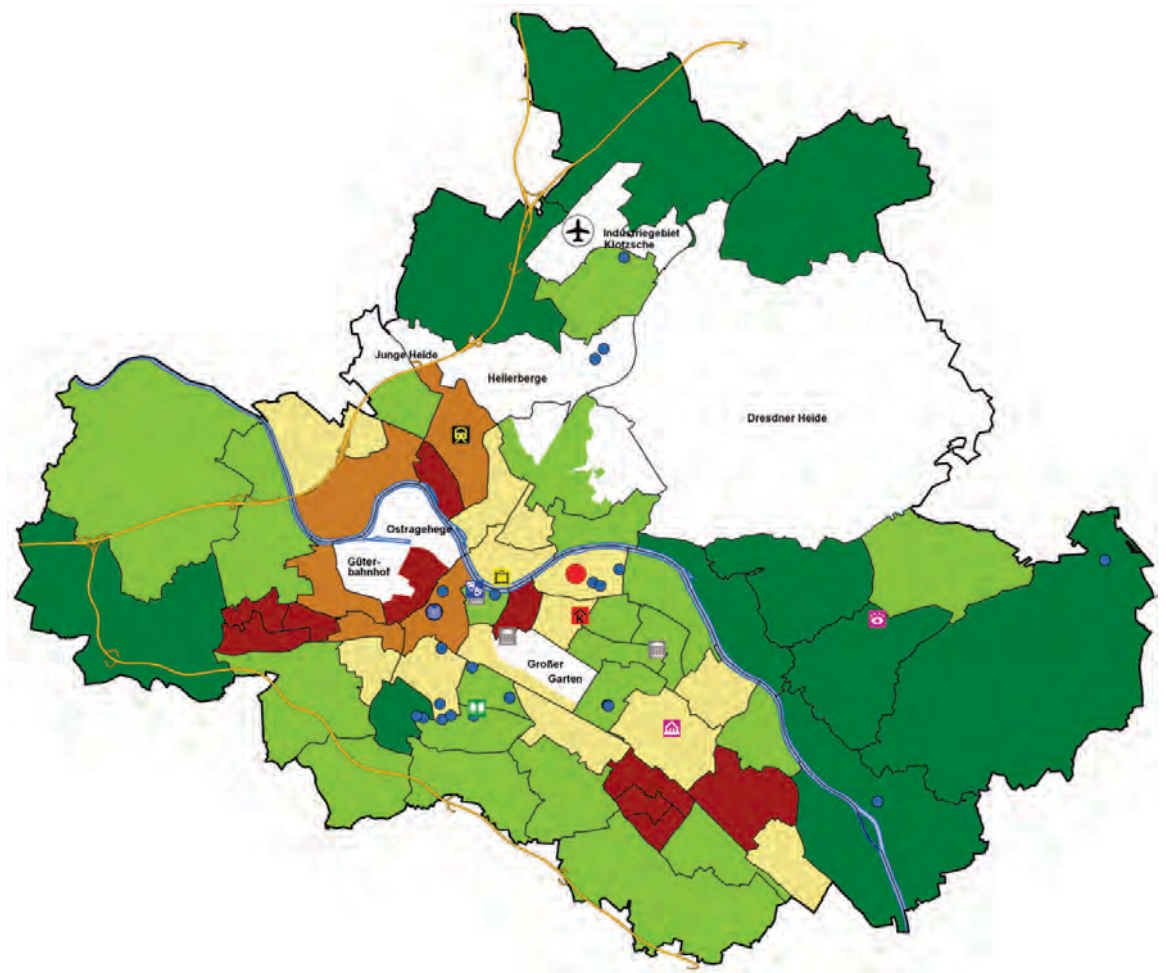 Industriegebiet
Klotzsche
Junge Heide
Hellerberge
Dresdner Heide
Ostragehege
Güter-
bahnhof
Großer
Garten